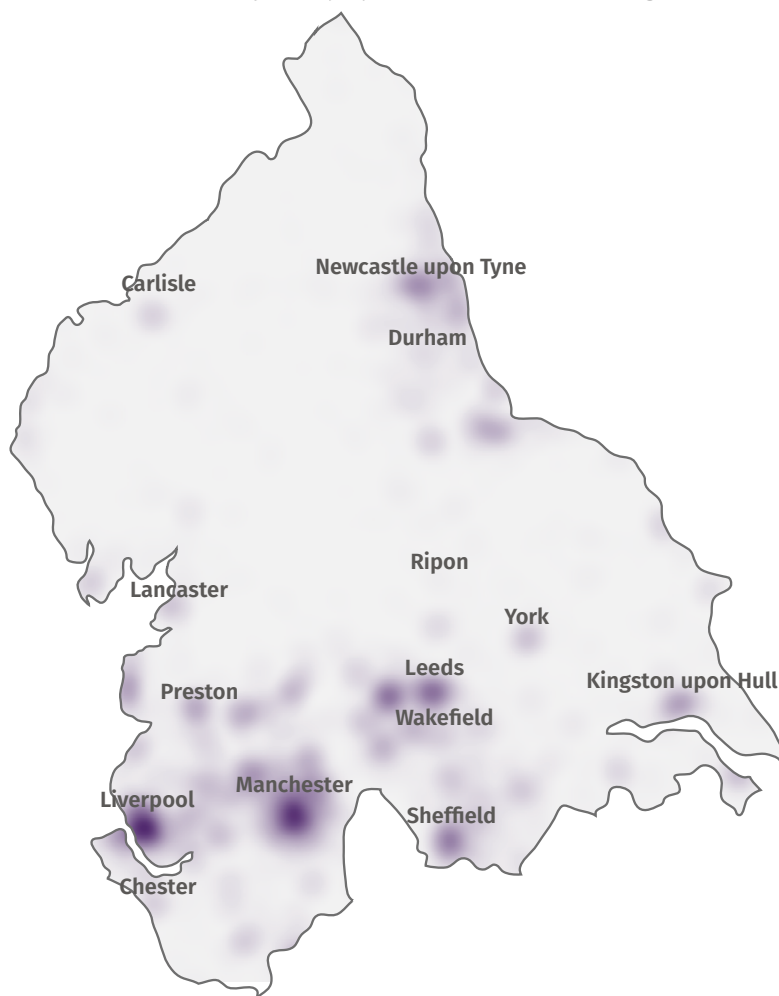 Newcastle upon Tyne
Carlisle
Durham
Ripon
Lancaster
York
Leeds
Kingston upon Hull
Preston
Wakefield
Manchester
Liverpool
Sheffield
Chester